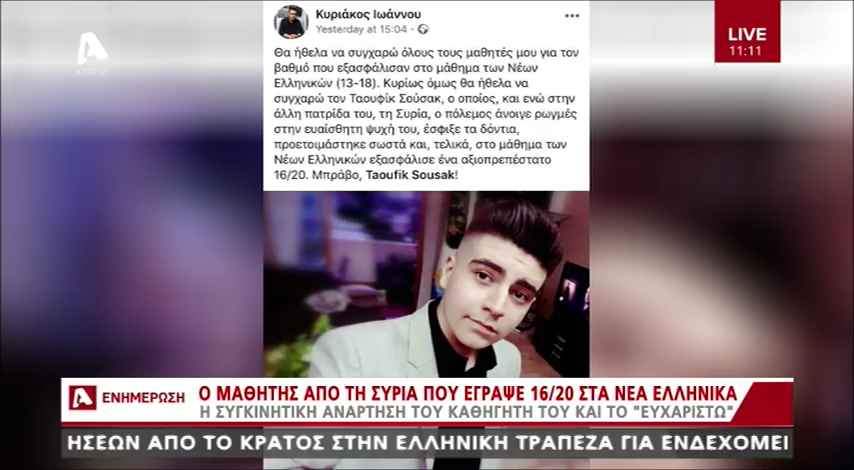 Κυριάκος Ιωάννου
Yesterday at 15:04
LIVE
11:11
ΚΥΠΡΟΣ
Θα ήθελα να συγχαρώ όλους τους μαθητές μου για τον
βαθμό που εξασφάλισαν στο μάθημα των Νέων
Ελληνικών (13-18). Κυρίως όμως θα ήθελα να
συγχαρώ τον Ταουφίκ Σούσακ, ο οποίος, και ενώ στην
άλλη πατρίδα του, τη Συρία, ο πόλεμος άνοιγε ρωγμές
στην ευαίσθητη ψυχή του, έσφιξε τα δόντια,
προετοιμάστηκε σωστά και, τελικά, στο μάθημα των
Νέων Ελληνικών εξασφάλισε ένα αξιοπρεπέστατο
16/20. Μπράβο, Taoufik Sousak!
ΕΝΗΜΕΡΩΣΗ
Ο ΜΑΘΗΤΗΣ ΑΠΟ ΤΗ ΣΥΡΙΑ ΠΟΥ ΕΓΡΑΨΕ 16/20 ΣΤΑ ΝΕΑ ΕΛΛΗΝΙΚΑ
Η ΣΥΓΚΙΝΗΤΙΚΗ ΑΝΑΡΤΗΣΗ ΤΟΥ ΚΑΘΗΓΗΤΗ ΤΟΥ ΚΑΙ ΤΟ "ΕΥΧΑΡΙΣΤΩ"
ΗΣΕΩΝ ΑΠΟ ΤΟ ΚΡΑΤΟΣ ΣΤΗΝ ΕΛΛΗΝΙΚΗ ΤΡΑΠΕΖΑ ΓΙΑ ΕΝΔΕΧΟΜΕΙ